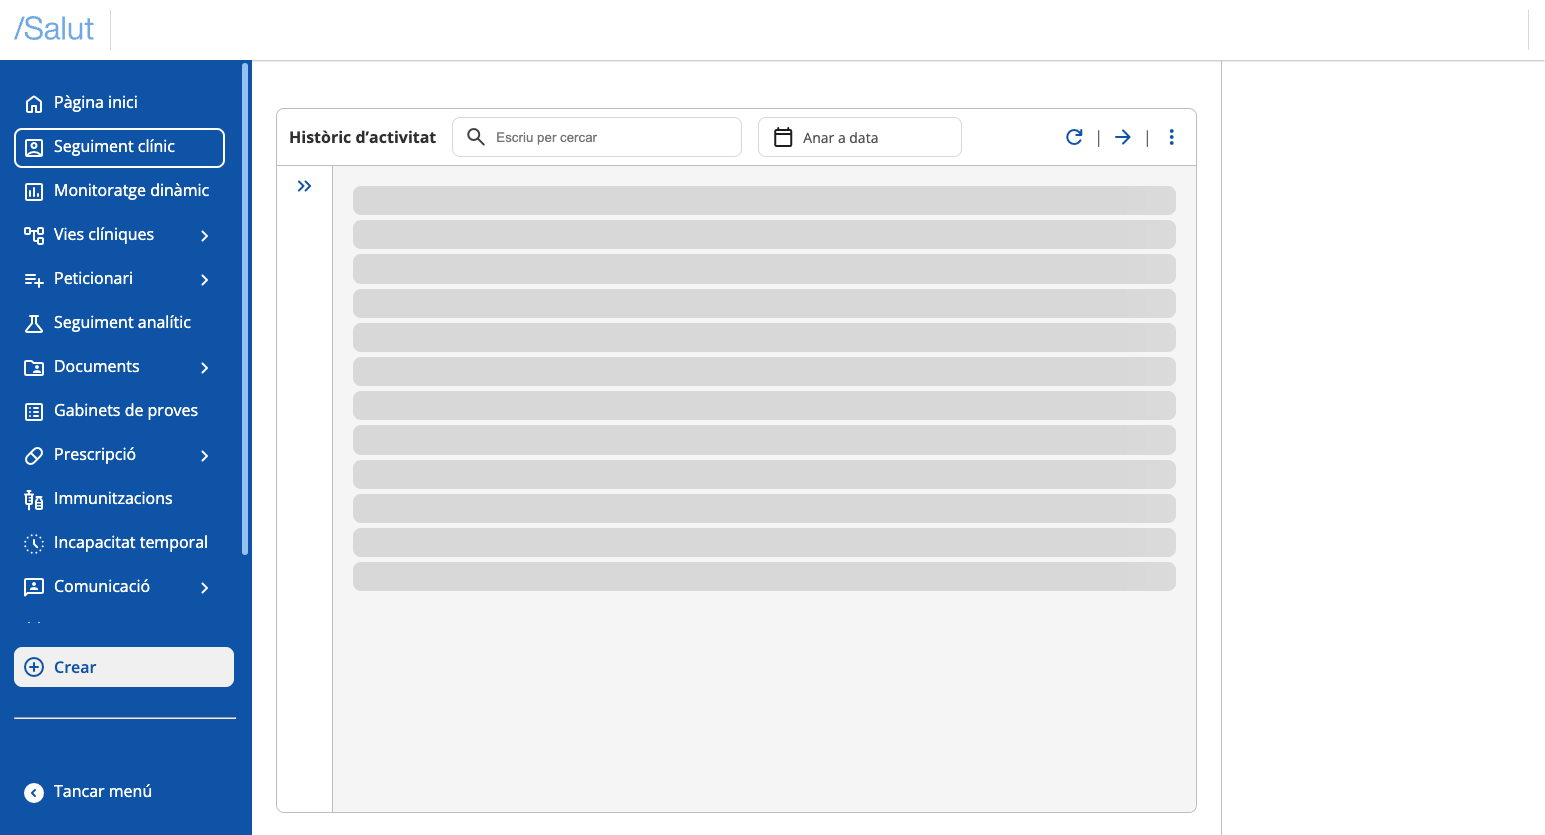 /Salut
Pàgina inici
Seguiment clínic
Monitoratge dinàmic
Vies clíniques
Peticionari
Seguiment analític
Documents
Gabinets de proves
Prescripció
Immunitzacions
Incapacitat temporal
Comunicació
Crear
Tancar menú
Històric d’activitat
Escriu per cercar
Anar a data